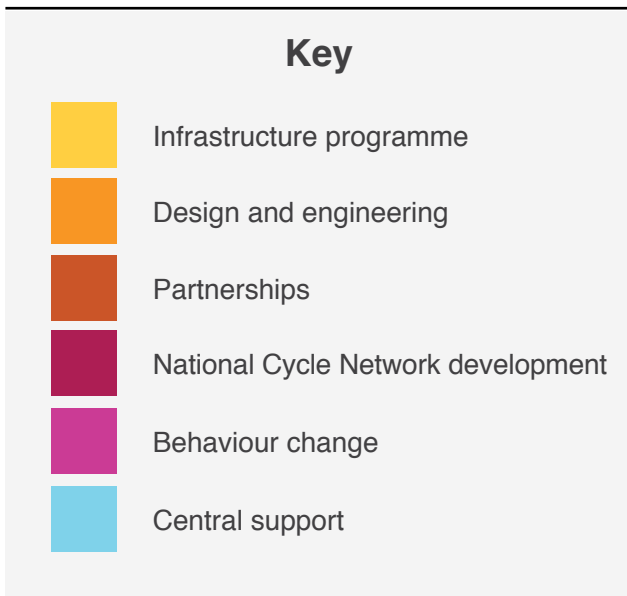 Key
Infrastructure programme
Design and engineering
Partnerships
National Cycle Network development
Behaviour change
Central support